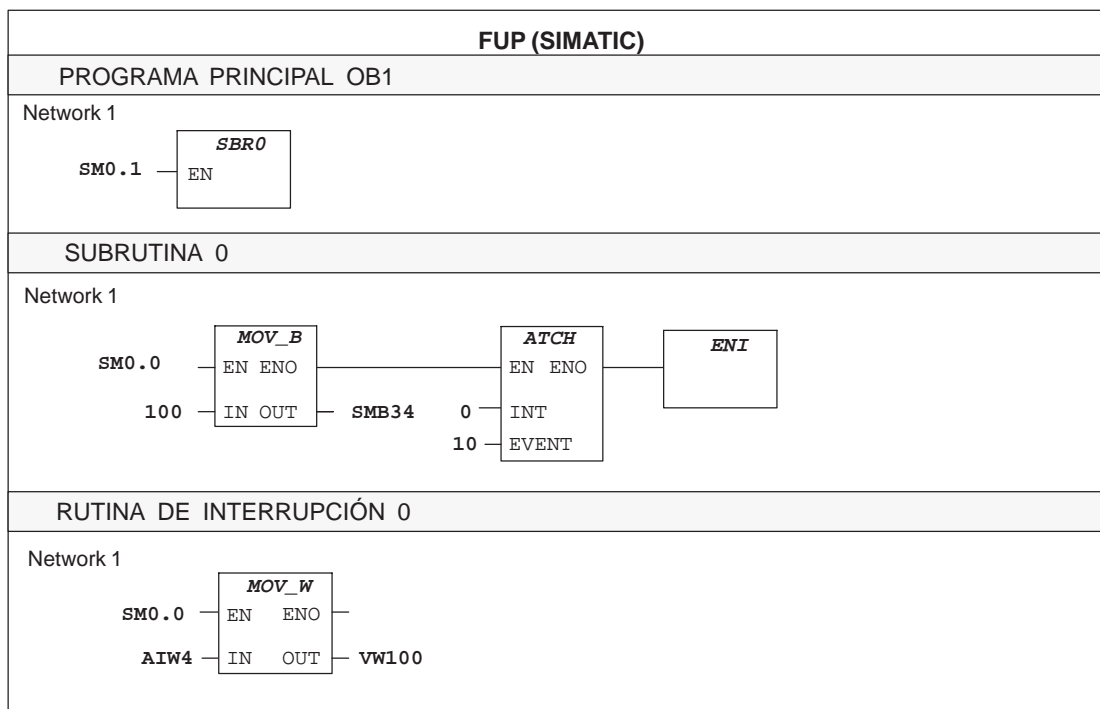 FUP (SIMATIC)
PROGRAMA PRINCIPAL OB1
Network 1
SBR0
SM0.1
EN
SUBRUTINA 0
Network 1
MOV_B ATCH ENI
SM0.0 EN ENO EN ENO
100 IN OUT SMB34 0 INT
10 EVENT
RUTINA DE INTERRUPCIÓN 0
Network 1
MOV_W
SM0.0 EN ENO
AIW4 IN OUT VW100